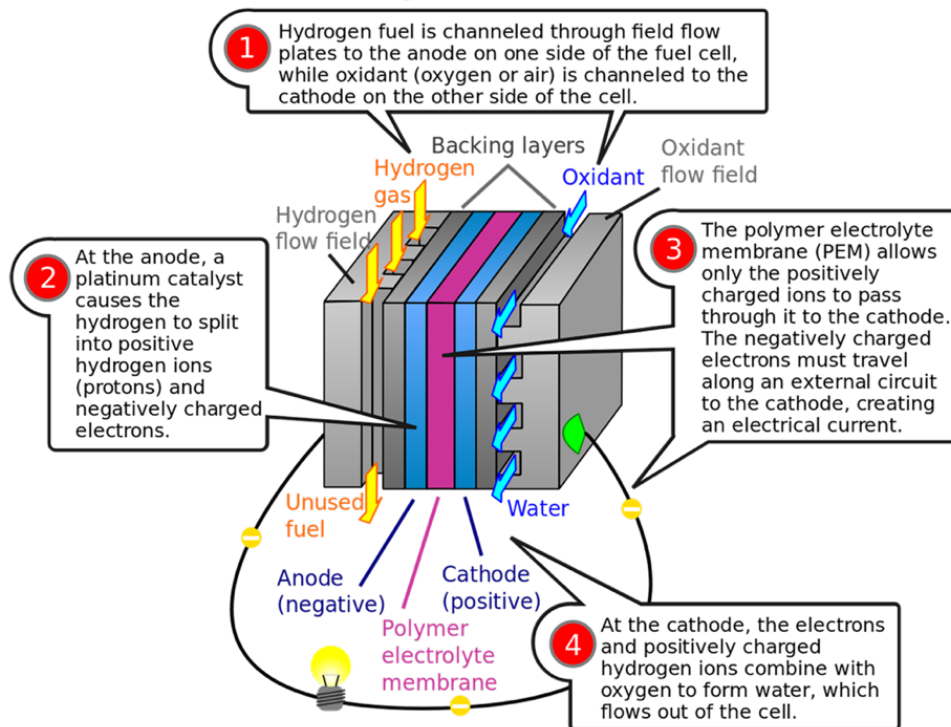 1
Hydrogen fuel is channeled through field flow
plates to the anode on one side of the fuel cell,
while oxidant (oxygen or air) is channeled to the
cathode on the other side of the cell.
Backing layers
Oxidant
flow field
Hydrogen
gas
Oxidant
Hydrogen
flow field
2
At the anode, a
platinum catalyst
causes the
hydrogen to split
into positive
hydrogen ions
(protons) and
negatively charged
electrons.
3
The polymer electrolyte
membrane (PEM) allows
only the positively
charged ions to pass
through it to the cathode.
The negatively charged
electrons must travel
along an external circuit
to the cathode, creating
an electrical current.
Unused
fuel
Water
Anode
(negative)
Cathode
(positive)
Polymer
electrolyte
membrane
4
At the cathode, the electrons
and positively charged
hydrogen ions combine with
oxygen to form water, which
flows out of the cell.